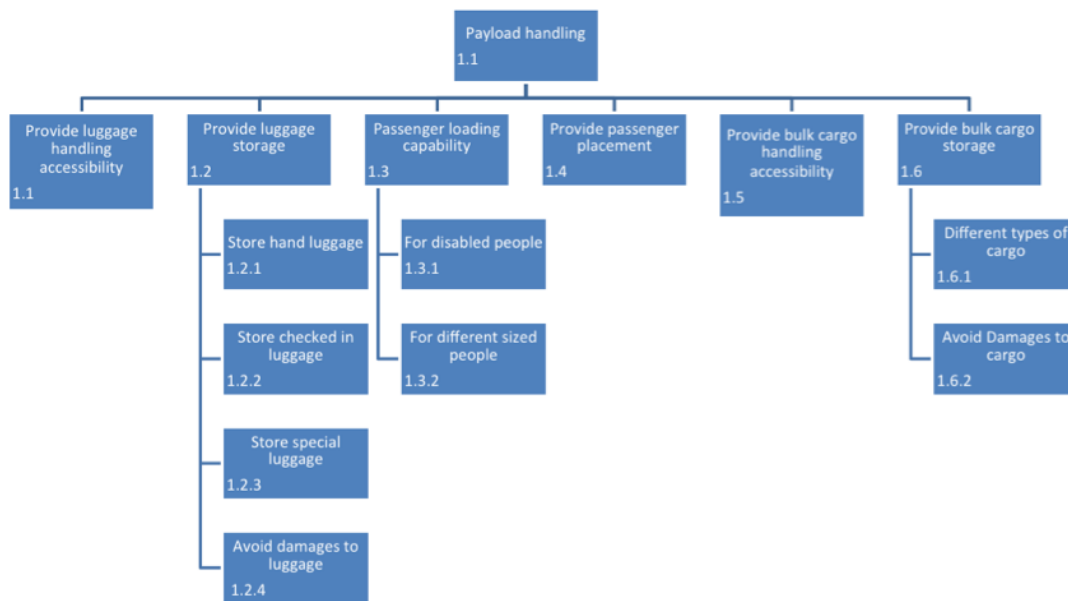 Payload handling
1.1
Provide luggage
handling
accessibility
1.1
Provide luggage
storage
1.2
Passenger loading
capability
1.3
Provide passenger
placement
1.4
Provide bulk cargo
handling
accessibility
1.5
Provide bulk cargo
storage
1.6
Store hand luggage
1.2.1
Store checked in
luggage
1.2.2
Store special
luggage
1.2.3
Avoid damages to
luggage
1.2.4
For disabled people
1.3.1
For different sized
people
1.3.2
Different types of
cargo
1.6.1
Avoid Damages to
cargo
1.6.2